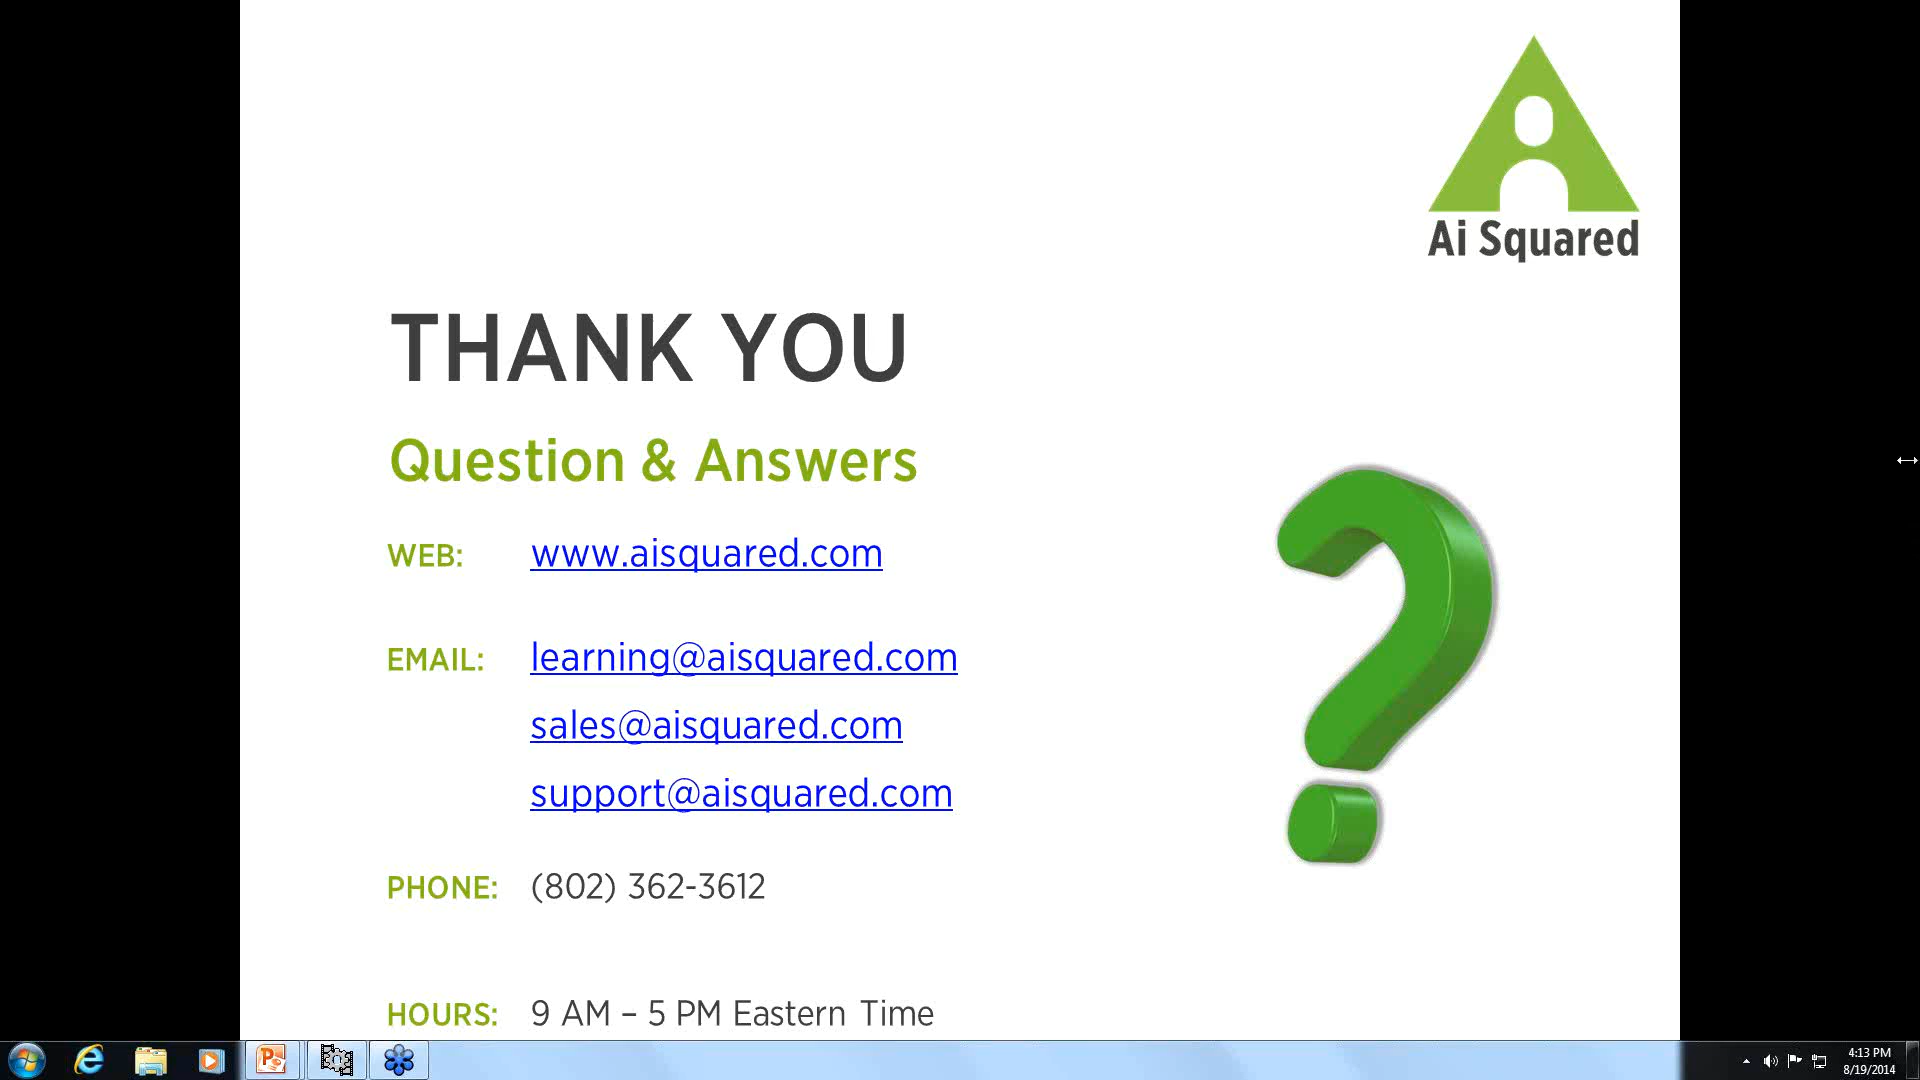 Ai Squared
THANK YOU
Question & Answers
WEB: www.aisquared.com
EMAIL: learning@aisquared.com
sales@aisquared.com
support@aisquared.com
PHONE: (802) 362-3612
HOURS: 9 AM – 5 PM Eastern Time
4:13 PM
8/19/2014